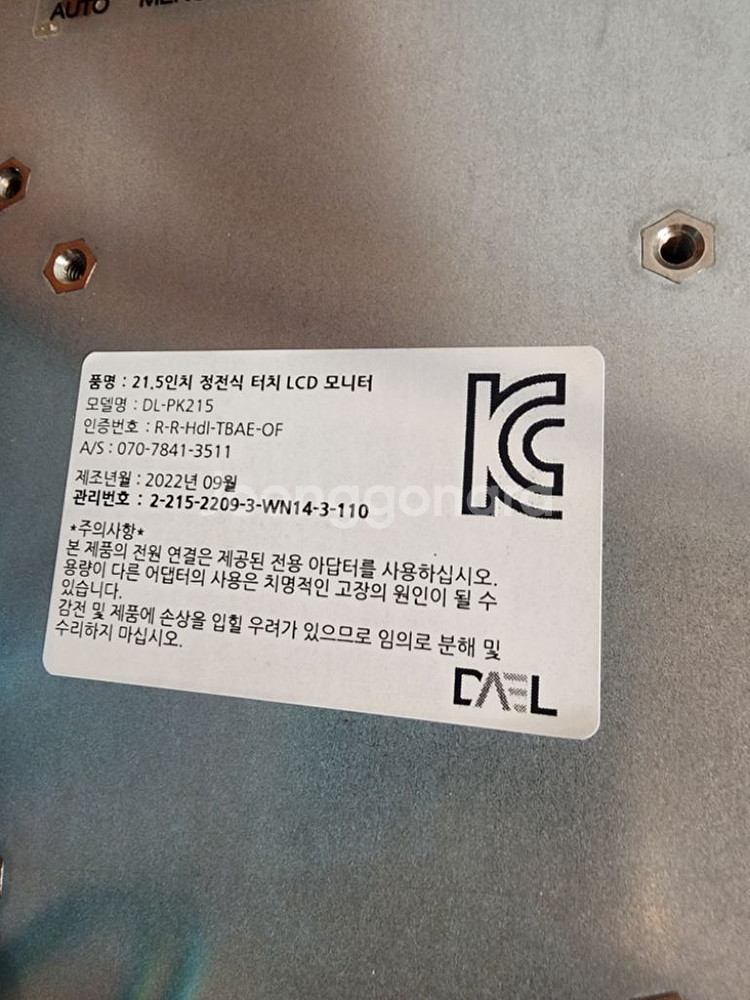 AUTO MENU
품명 : 21.5인치 정전식 터치 LCD 모니터
모델명 : DL-PK215
인증번호 : R-R-Hdl-TBAE-OF
A/S : 070-7841-3511
제조년월 : 2022년 09월
관리번호 : 2-215-2209-3-WN14-3-110
*주의사항*
본 제품의 전원 연결은 제공된 전용 아답터를 사용하십시오.
용량이 다른 어댑터의 사용은 치명적인 고장의 원인이 될 수
있습니다.
감전 및 제품에 손상을 입힐 우려가 있으므로 임의로 분해 및
수리하지 마십시오.
KC
DAEL
joonggonara